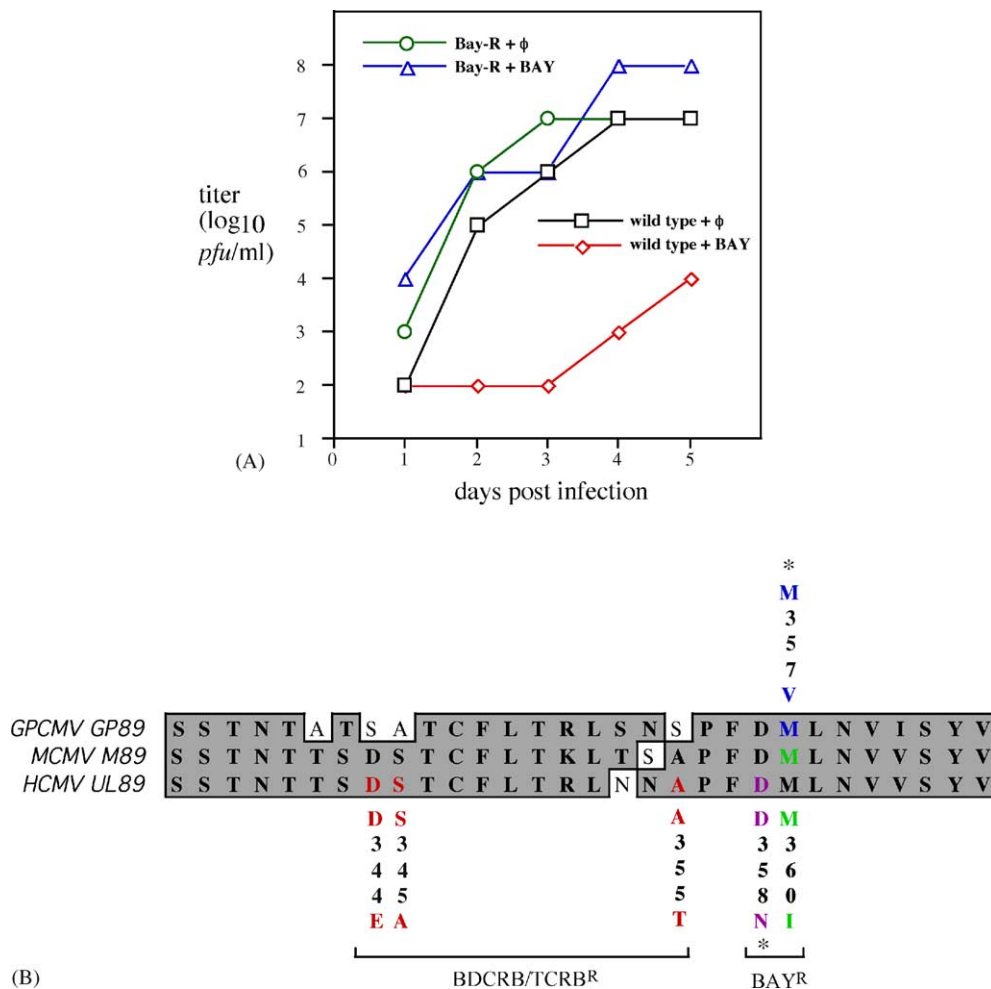 Bay-R + ϕ
Bay-R + BAY
8
7
6
5
4
3
2
1
titer
(log10
pfu/ml)
wild type + ϕ
wild type + BAY
0 1 2 3 4 5
days post infection
(A)
*
M
3
5
7
V
GPCMV GP89 S S T N T A T S A T C F L T R L S N S P F D M L N V I S Y V
MCMV M89 S S T N T T S D S T C F L T K L T S A P F D M L N V V S Y V
HCMV UL89 S S T N T T S D S T C F L T R L N N A P F D M L N V V S Y V
D S A D M
3 3 3 3 3
4 4 5 5 6
4 5 5 8 0
E A T N I
*
BDCRB/TCRBR BAYR
(B)